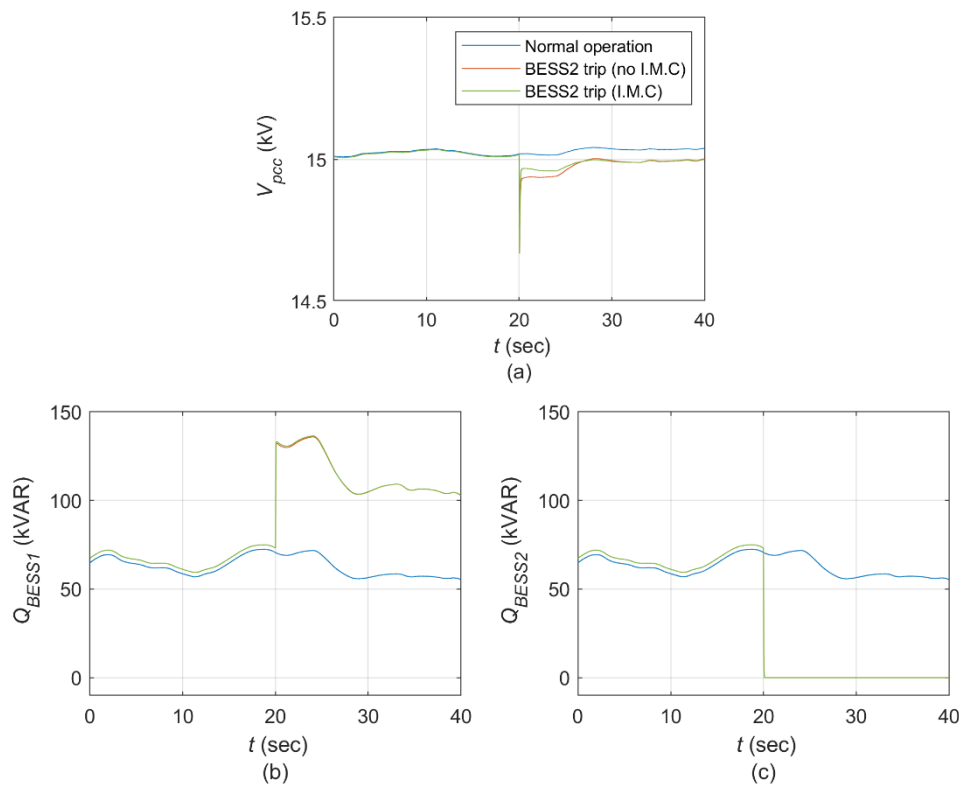 15.5
Normal operation
BESS2 trip (no I.M.C)
BESS2 trip (I.M.C)
V_pcc (kV)
15
14.5
0 10 20 30 40
t (sec)
(a)
150
100
50
0
Q_BESS1 (kVAR)
0 10 20 30 40
t (sec)
(b)
150
100
50
0
Q_BESS2 (kVAR)
0 10 20 30 40
t (sec)
(c)